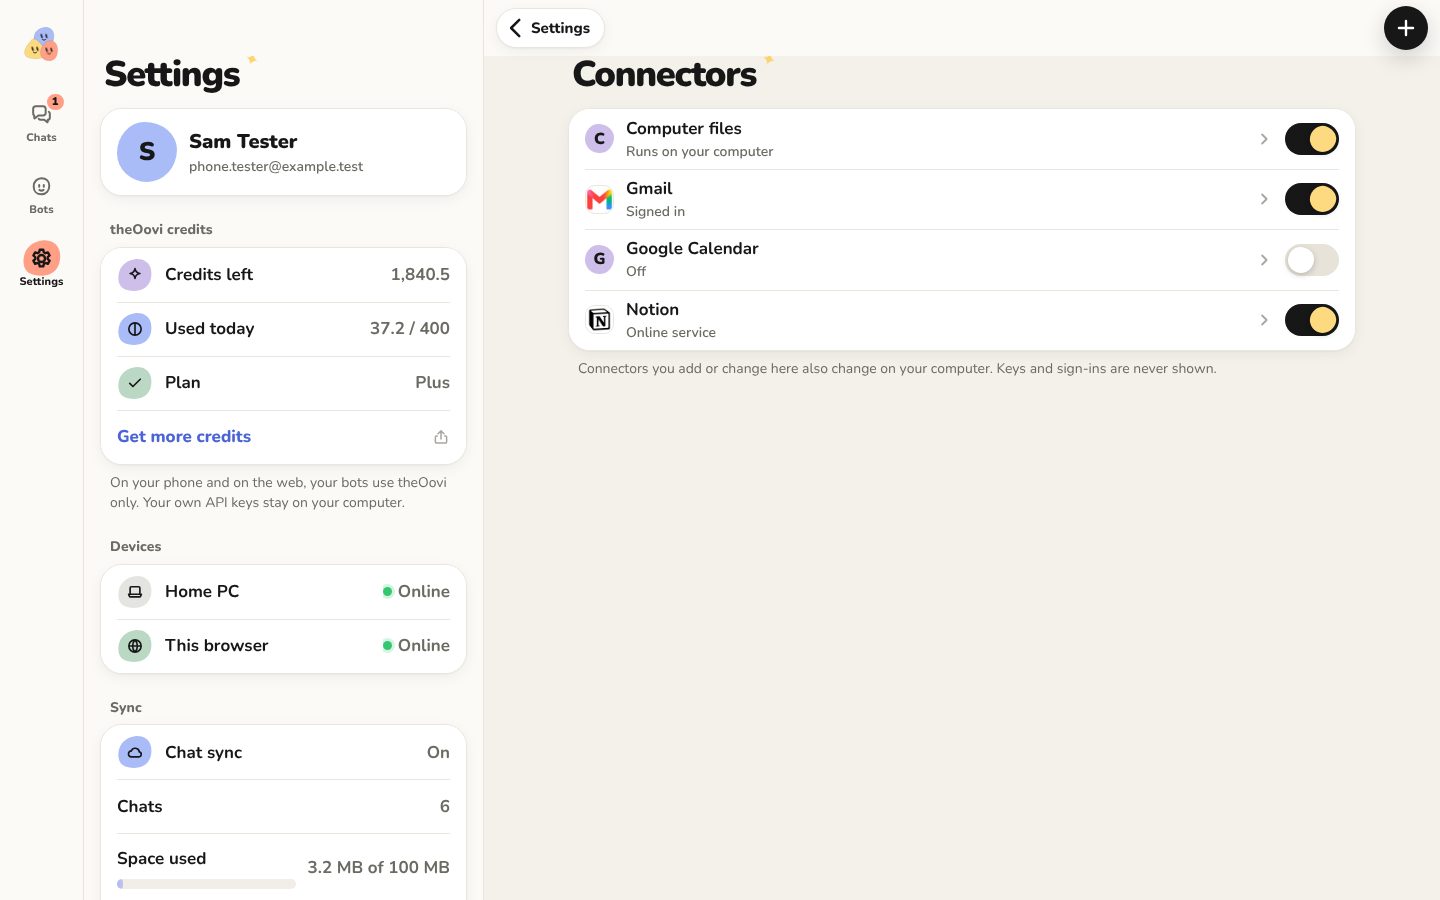 1
Chats
Bots
Settings
Settings
S
Sam Tester
phone.tester@example.test
theOovi credits
Credits left 1,840.5
Used today 37.2 / 400
Plan Plus
Get more credits
On your phone and on the web, your bots use theOovi
only. Your own API keys stay on your computer.
Devices
Home PC Online
This browser Online
Sync
Chat sync On
Chats 6
Space used 3.2 MB of 100 MB
Settings
Connectors
C
Computer files
Runs on your computer
Gmail
Signed in
G
Google Calendar
Off
N
Notion
Online service
Connectors you add or change here also change on your computer. Keys and sign-ins are never shown.